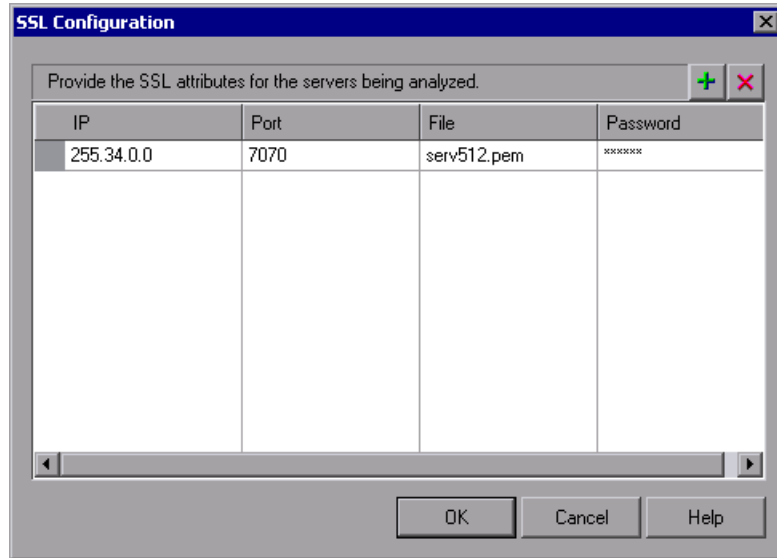 SSL Configuration
Provide the SSL attributes for the servers being analyzed.
IP Port File Password
255.34.0.0 7070 serv512.pem ××××××
OK Cancel Help